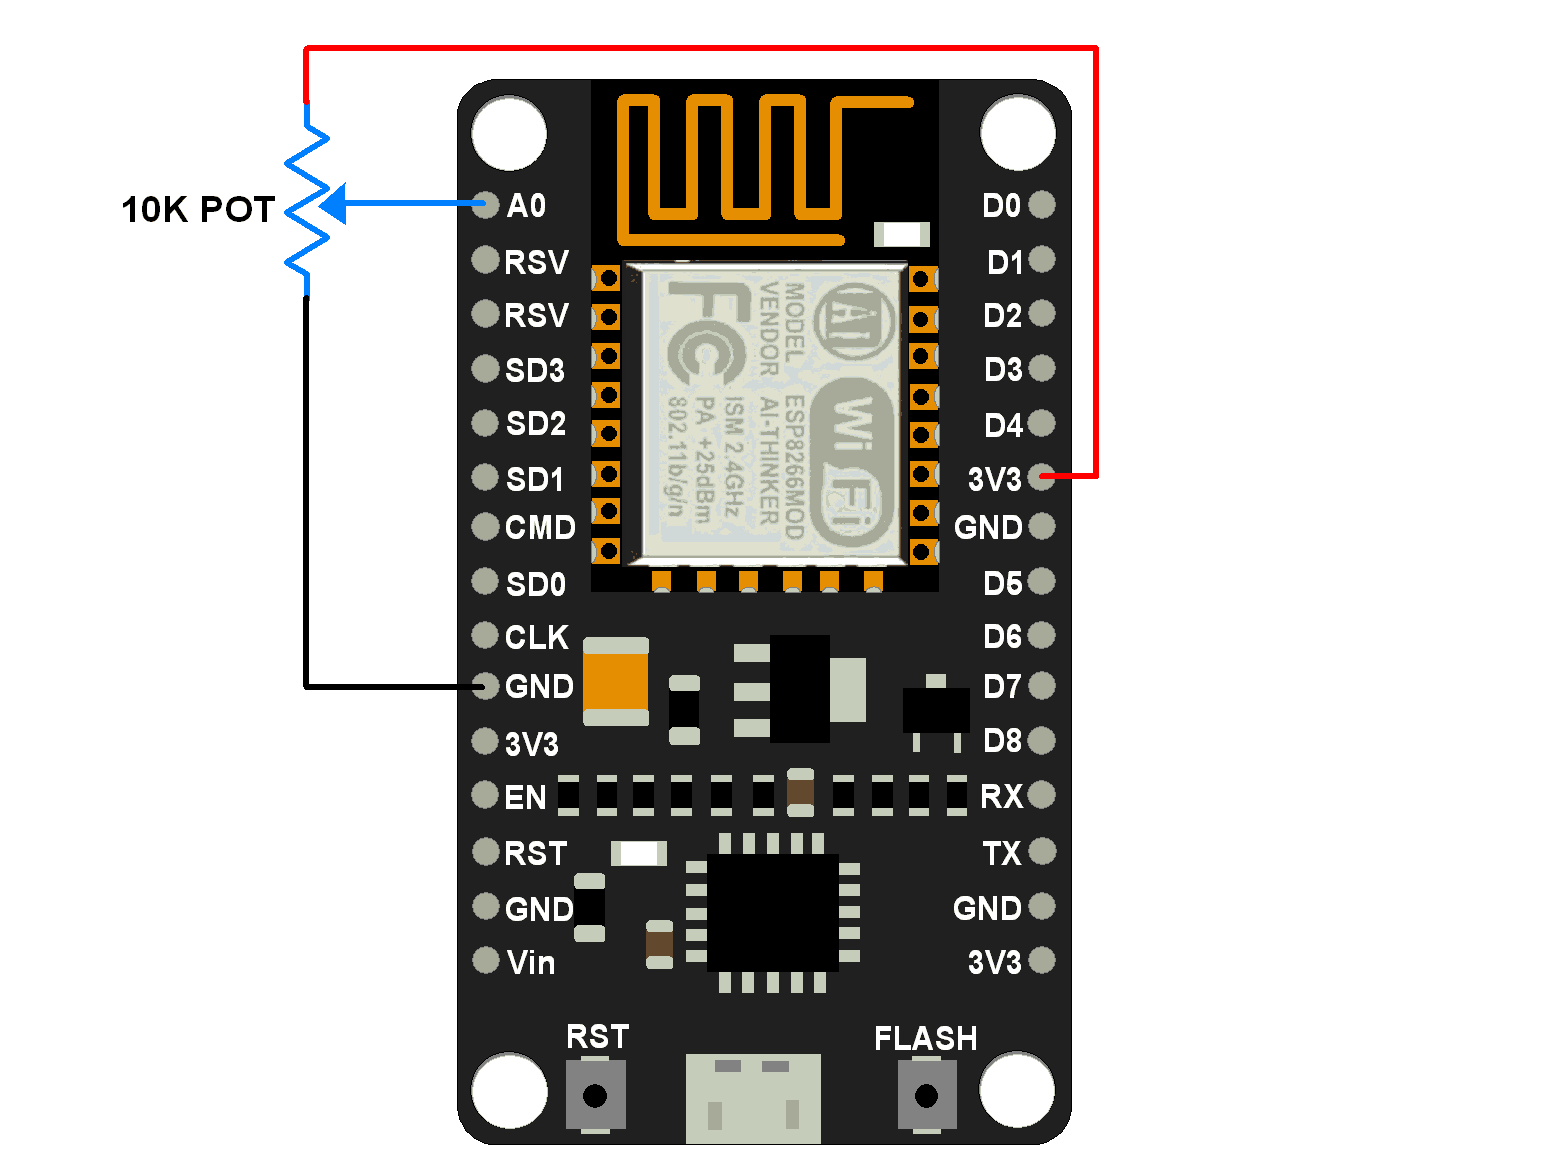 10K POT
A0
RSV
RSV
SD3
SD2
SD1
CMD
SD0
CLK
GND
3V3
EN
RST
GND
Vin
D0
D1
D2
D3
D4
3V3
GND
D5
D6
D7
D8
RX
TX
GND
3V3
FC
AI
WiFi
MODEL ESP8266MOD
VENDOR AI-THINKER
ISM 2.4GHz
PA +25dBm
802.11b/g/n
RST
FLASH